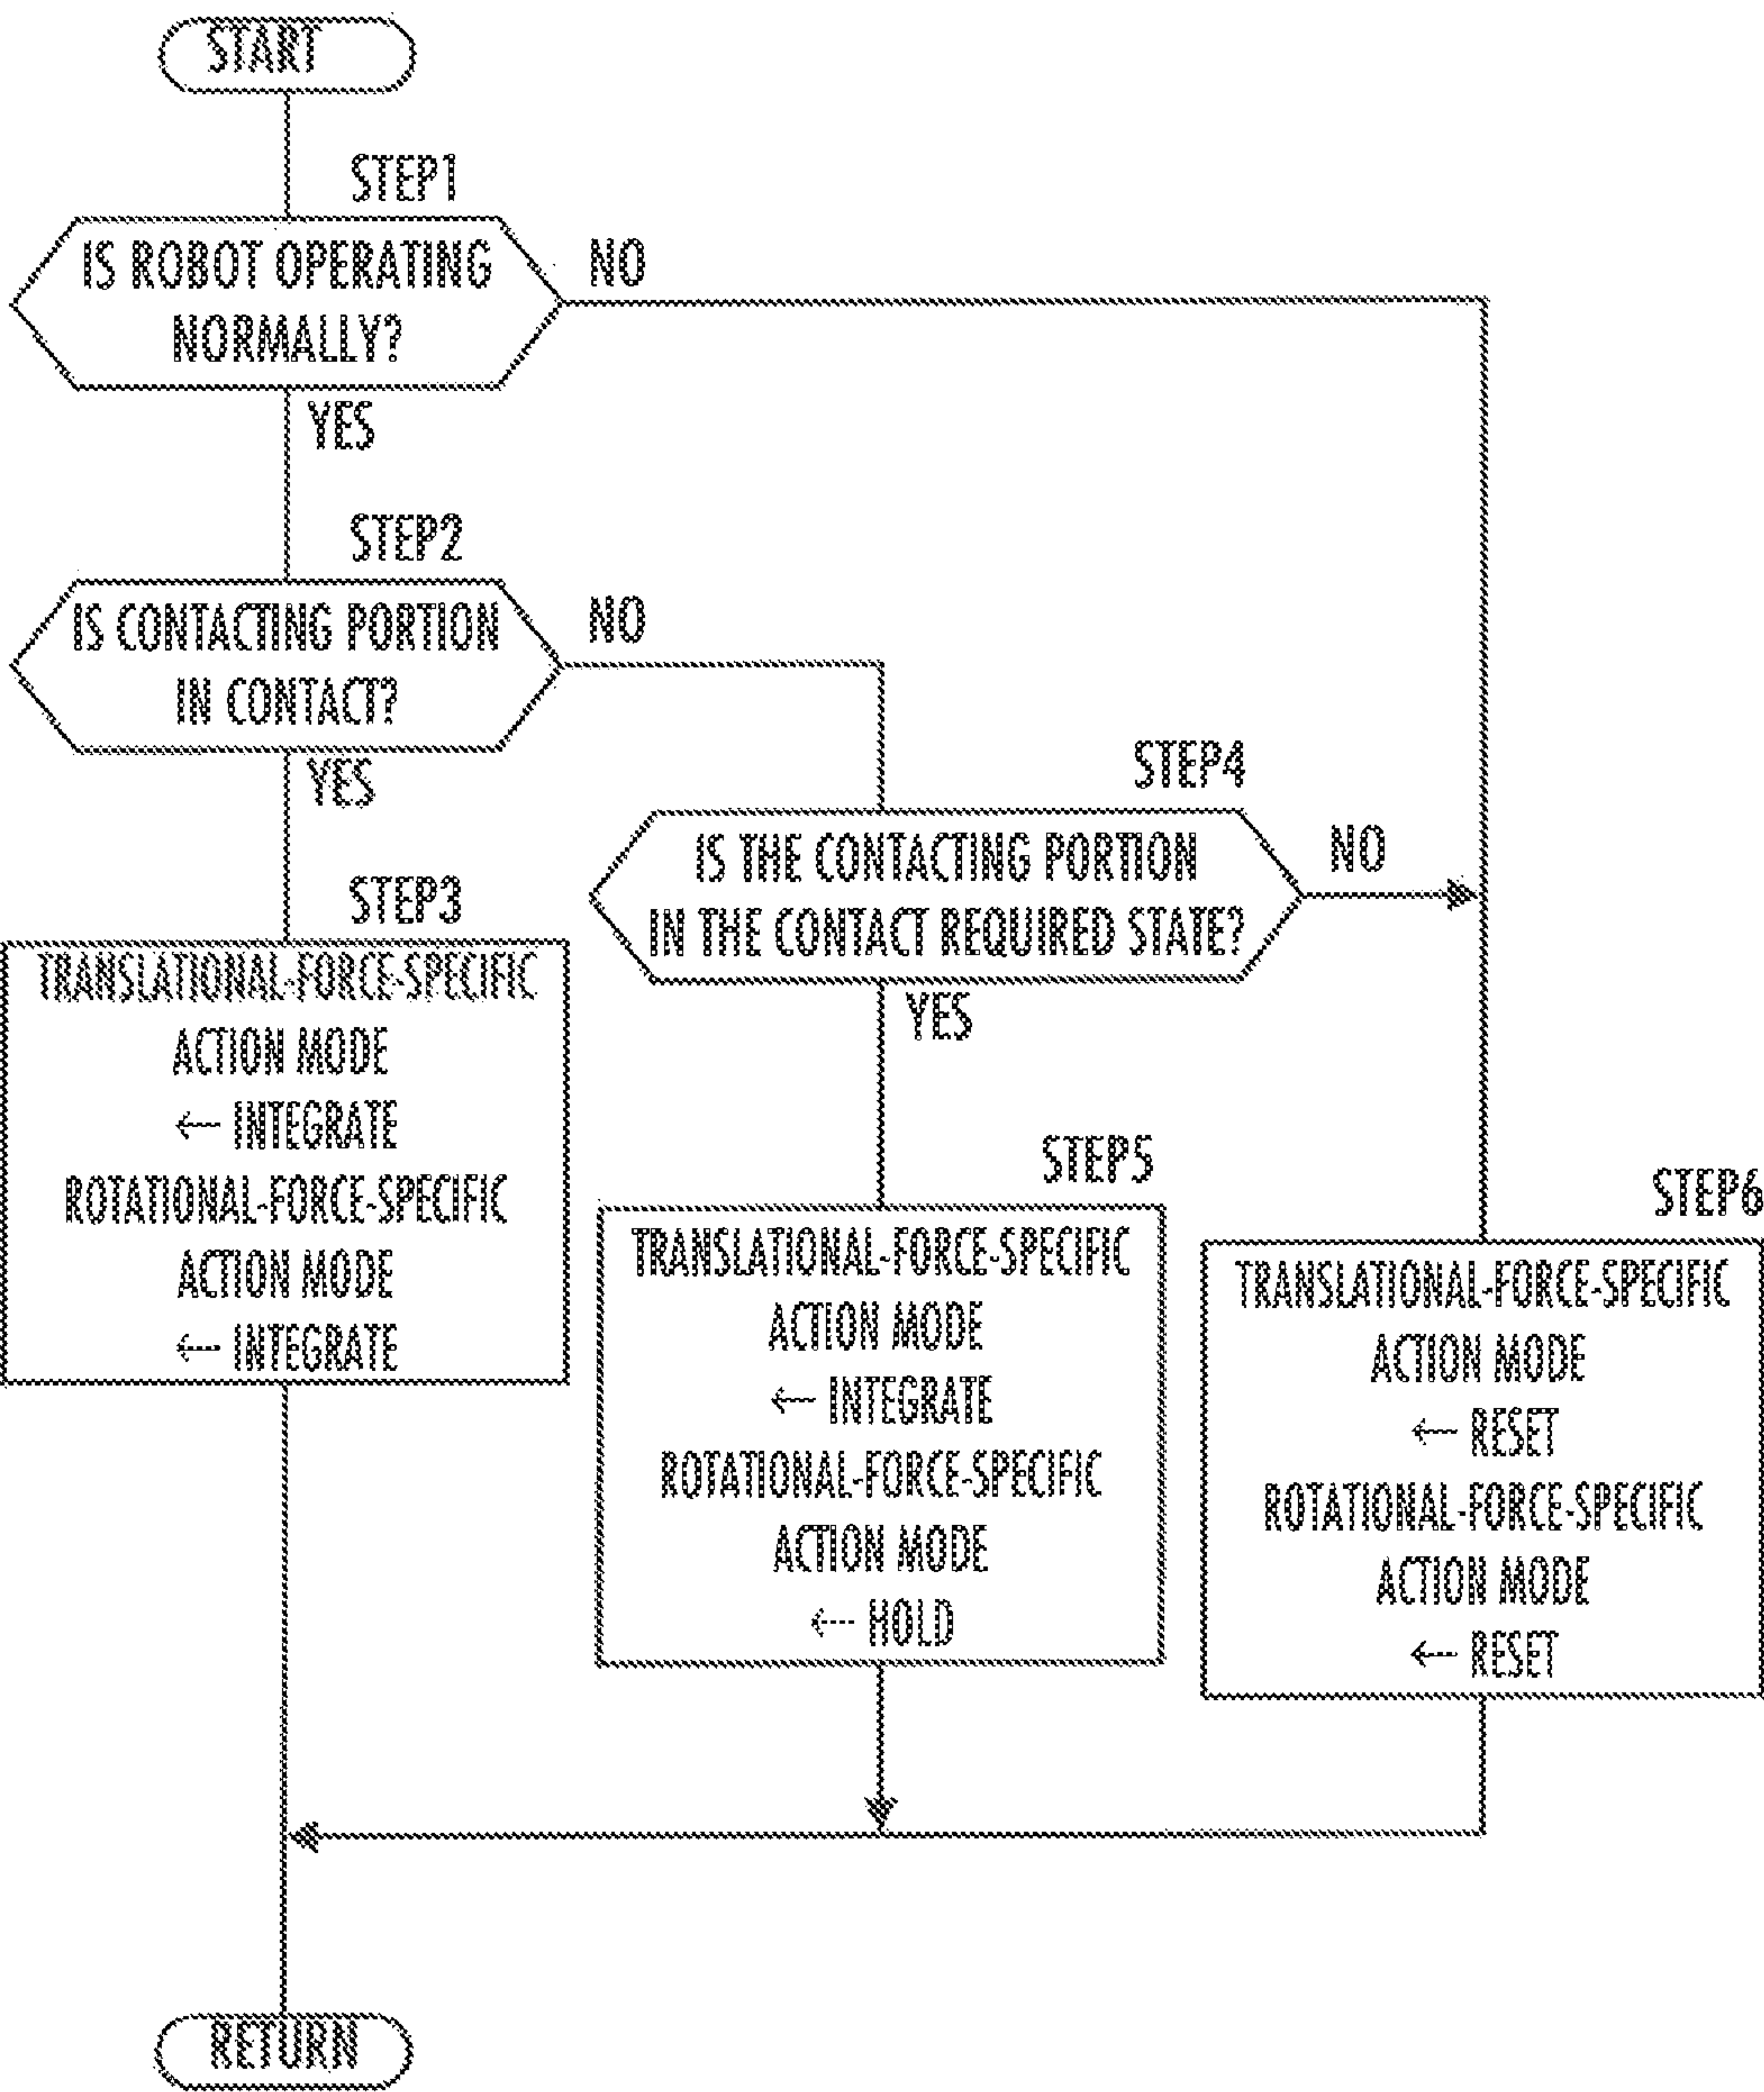 START
STEP1
IS ROBOT OPERATING
NORMALLY?
NO
YES
STEP2
IS CONTACTING PORTION
IN CONTACT?
NO
YES
STEP3
TRANSLATIONAL-FORCE-SPECIFIC
ACTION MODE
← INTEGRATE
ROTATIONAL-FORCE-SPECIFIC
ACTION MODE
← INTEGRATE
STEP4
IS THE CONTACTING PORTION
IN THE CONTACT REQUIRED STATE?
NO
YES
STEP5
TRANSLATIONAL-FORCE-SPECIFIC
ACTION MODE
← INTEGRATE
ROTATIONAL-FORCE-SPECIFIC
ACTION MODE
← HOLD
STEP6
TRANSLATIONAL-FORCE-SPECIFIC
ACTION MODE
← RESET
ROTATIONAL-FORCE-SPECIFIC
ACTION MODE
← RESET
RETURN